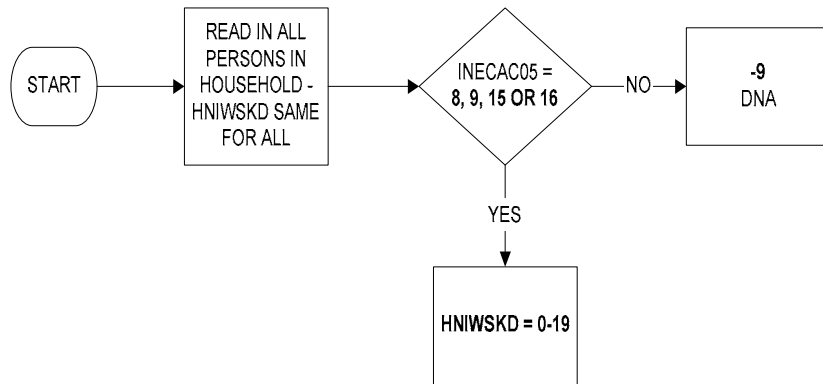 START
READ IN ALL
PERSONS IN
HOUSEHOLD -
HNIWSKD SAME
FOR ALL
INECAC05 =
8, 9, 15 OR 16
NO
-9
DNA
YES
HNIWSKD = 0-19